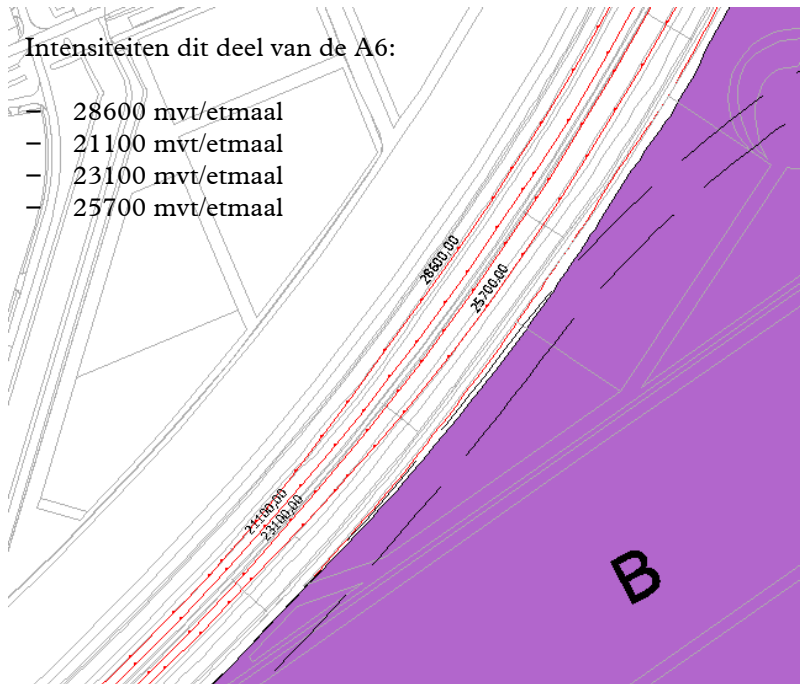 Intensiteiten dit deel van de A6:
– 28600 mvt/etmaal
– 21100 mvt/etmaal
– 23100 mvt/etmaal
– 25700 mvt/etmaal
28600,00
25700,00
21100,00
23100,00
B